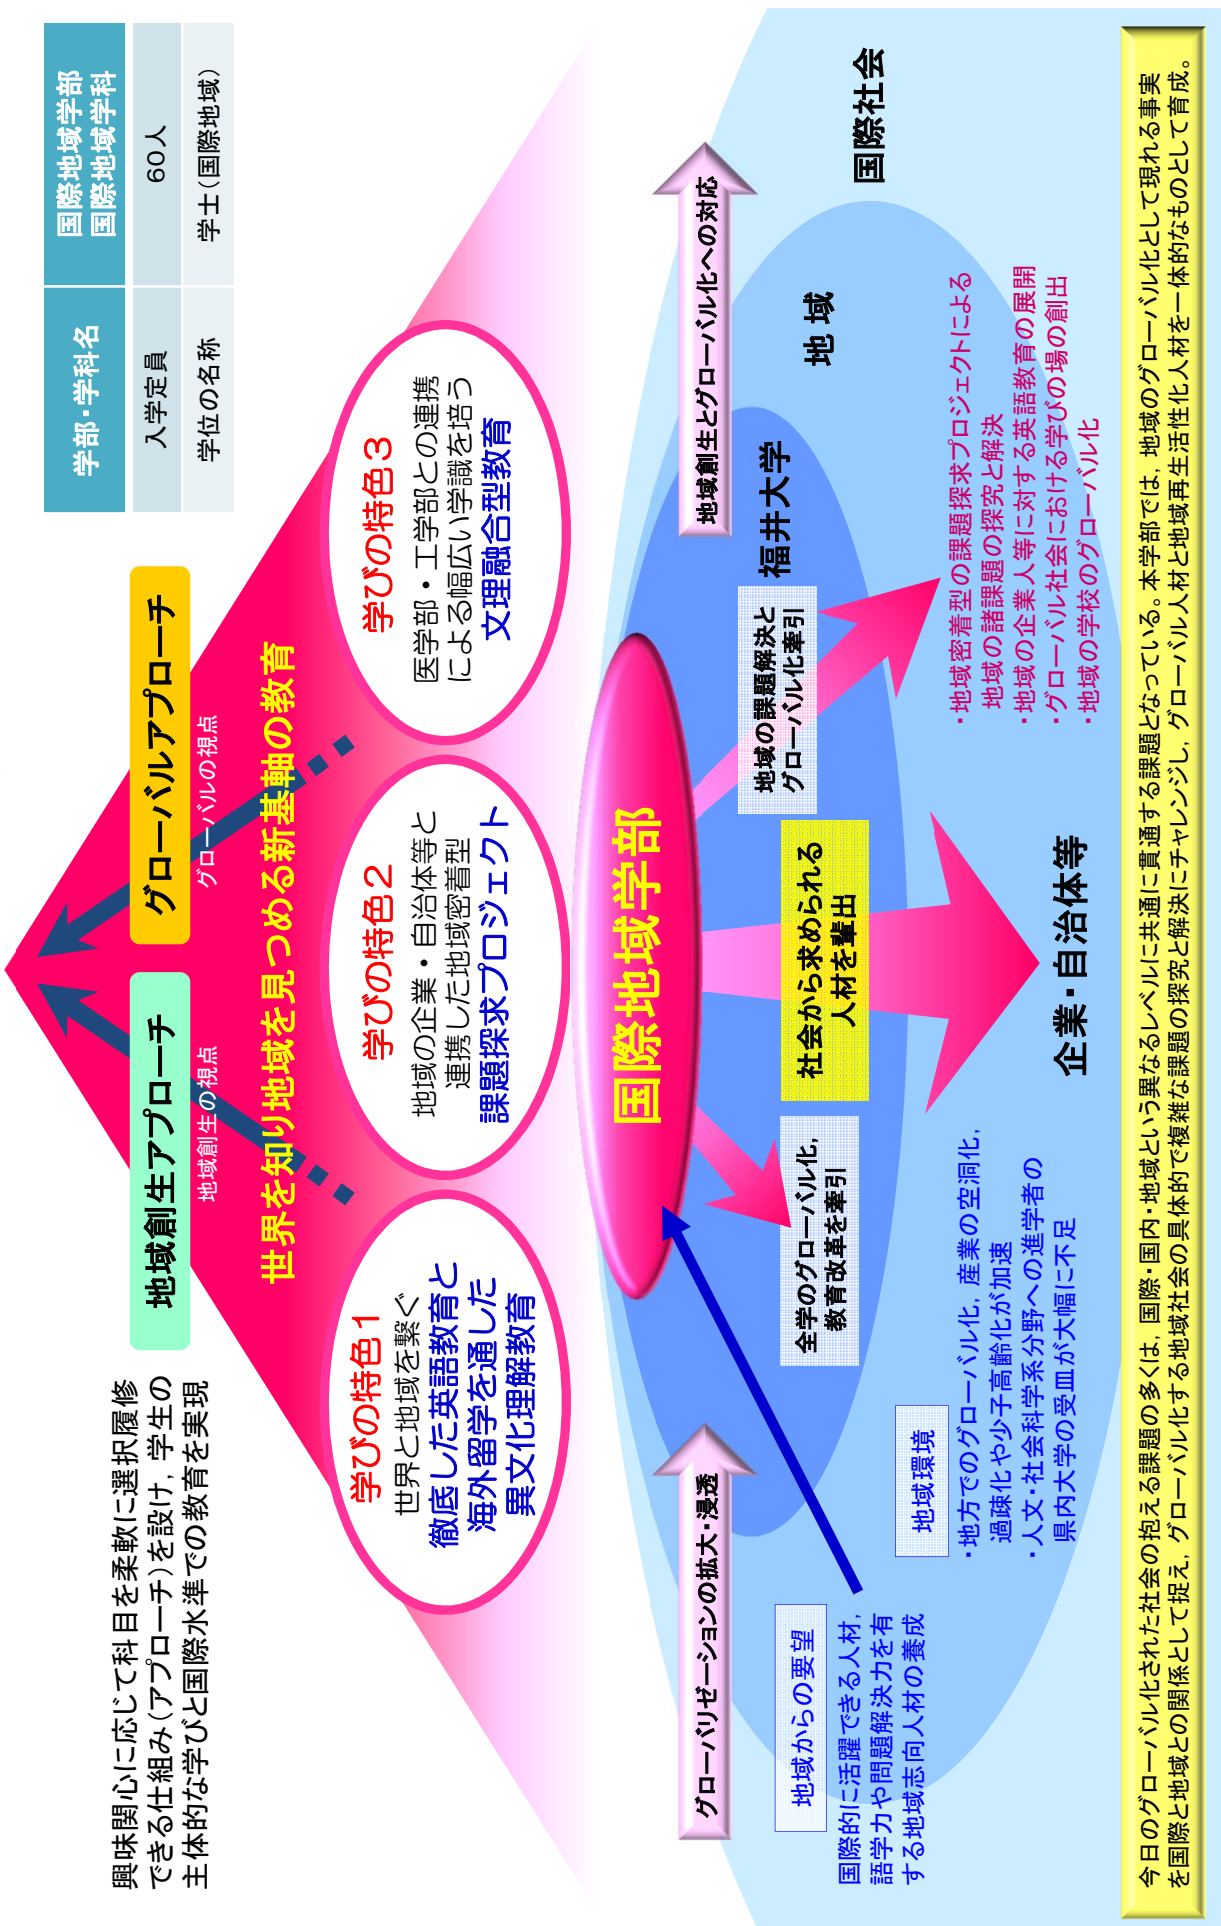 興味関心に応じて科目を柔軟に選択履修
できる仕組み（アプローチ）を設け，学生の
主体的な学びと国際水準での教育を実現
地域創生アプローチ
地域創生の視点
グローバルアプローチ
グローバルの視点
学部・学科名
国際地域学部
国際地域学科
入学定員
60人
学位の名称
学士（国際地域）
世界を知り地域を見つめる新基軸の教育
学びの特色１
世界と地域を繋ぐ
徹底した英語教育と
海外留学を通した
異文化理解教育
学びの特色２
地域の企業・自治体等と
連携した地域密着型
課題探求プロジェクト
学びの特色３
医学部・工学部との連携
による幅広い学識を培う
文理融合型教育
国際地域学部
グローバリゼーションの拡大・浸透
地域創生とグローバル化への対応
福井大学
地 域
国際社会
全学のグローバル化，
教育改革を牽引
社会から求められる
人材を輩出
地域の課題解決と
グローバル化牽引
地域からの要望
国際的に活躍できる人材，
語学力や問題解決力を有
する地域志向人材の養成
地域環境
・地方でのグローバル化，産業の空洞化，
過疎化や少子高齢化が加速
・人文・社会科学系分野への進学者の
県内大学の受皿が大幅に不足
企業・自治体等
・地域密着型の課題探求プロジェクトによる
地域の諸課題の探究と解決
・地域の企業人等に対する英語教育の展開
・グローバル社会における学びの場の創出
・地域の学校のグローバル化
今日のグローバル化された社会の抱える課題の多くは，国際・国内・地域という異なるレベルに共通に貫通する課題となっている。本学部では，地域のグローバル化として現れる事実
を国際と地域との関係として捉え，グローバル化する地域社会の具体的で複雑な課題の探究と解決にチャレンジし，グローバル人材と地域再生活性化人材を一体的なものとして育成。